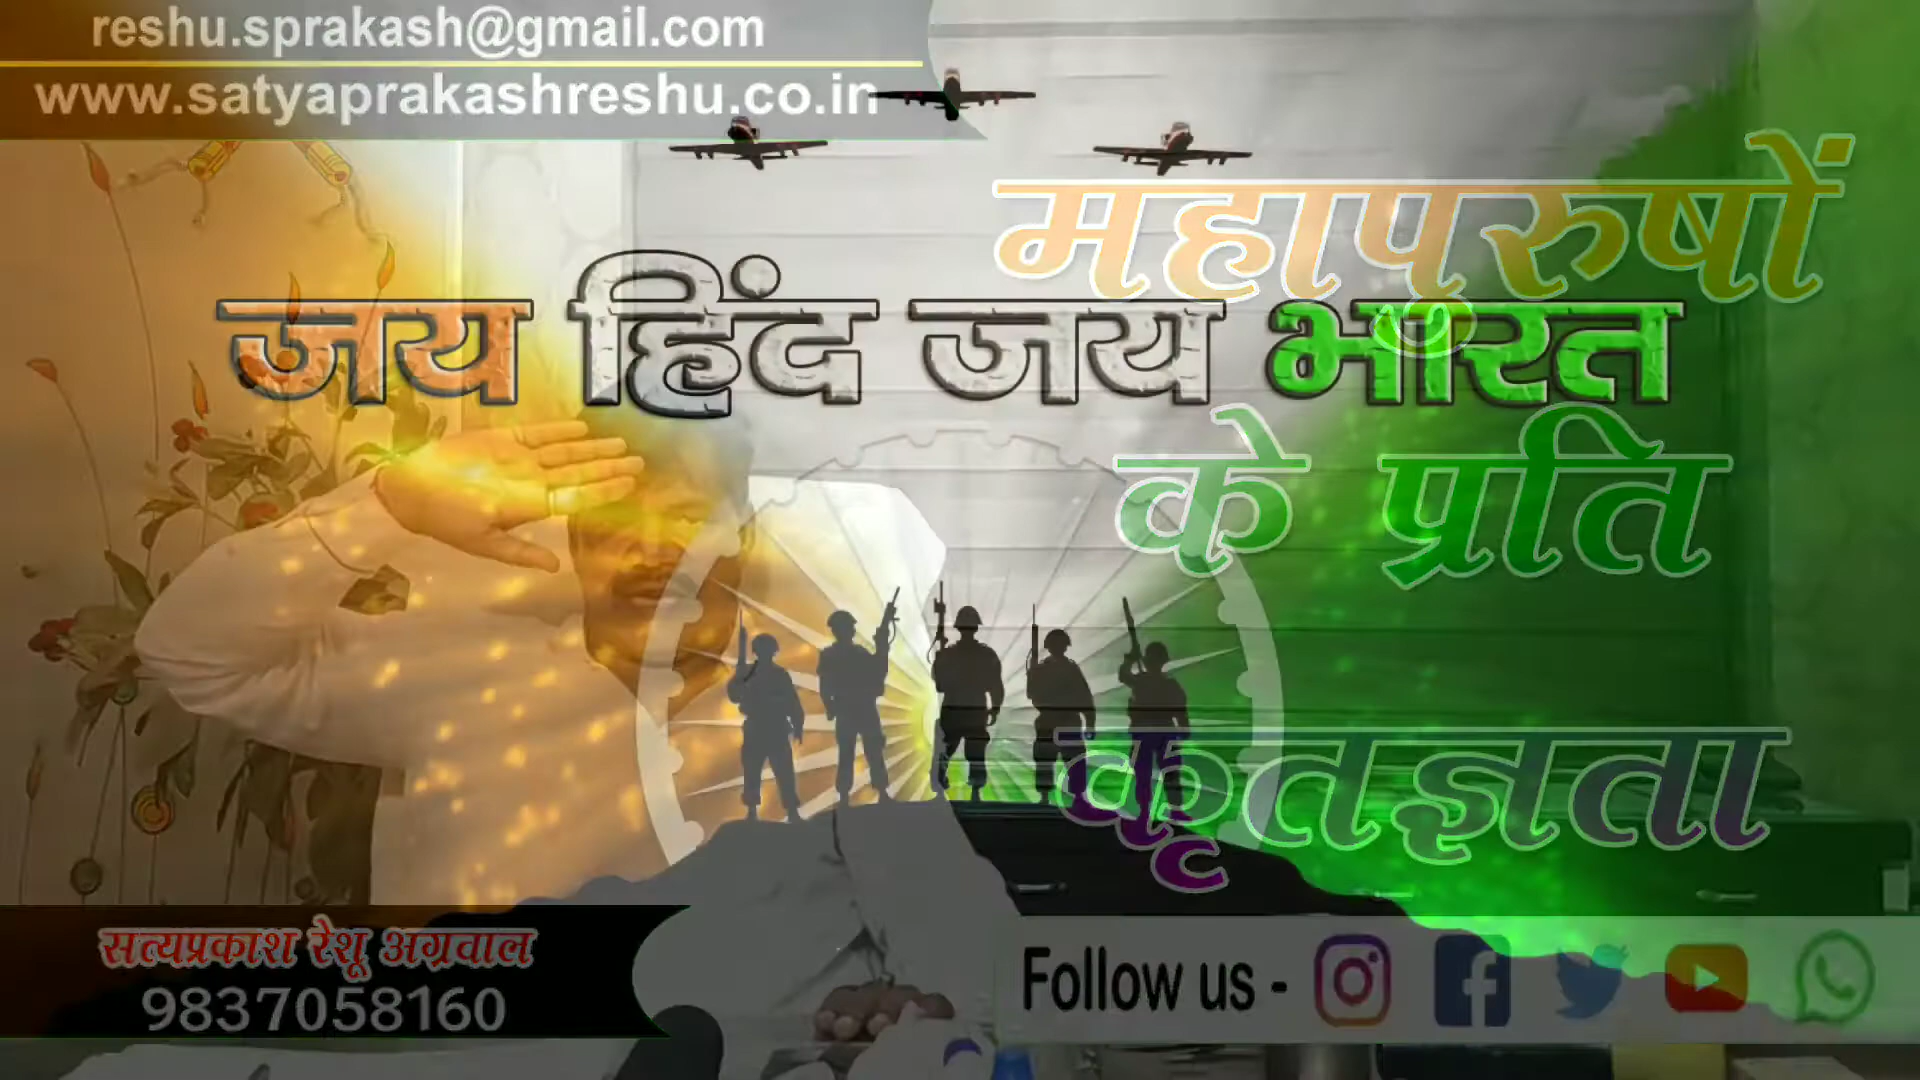 reshu.sprakash@gmail.com
www.satyaprakashreshu.co.in
महापुरुषों
जय हिंद जय भारत
के प्रति
कृतज्ञता
सत्यप्रकाश रेशू अग्रवाल
9837058160
Follow us -